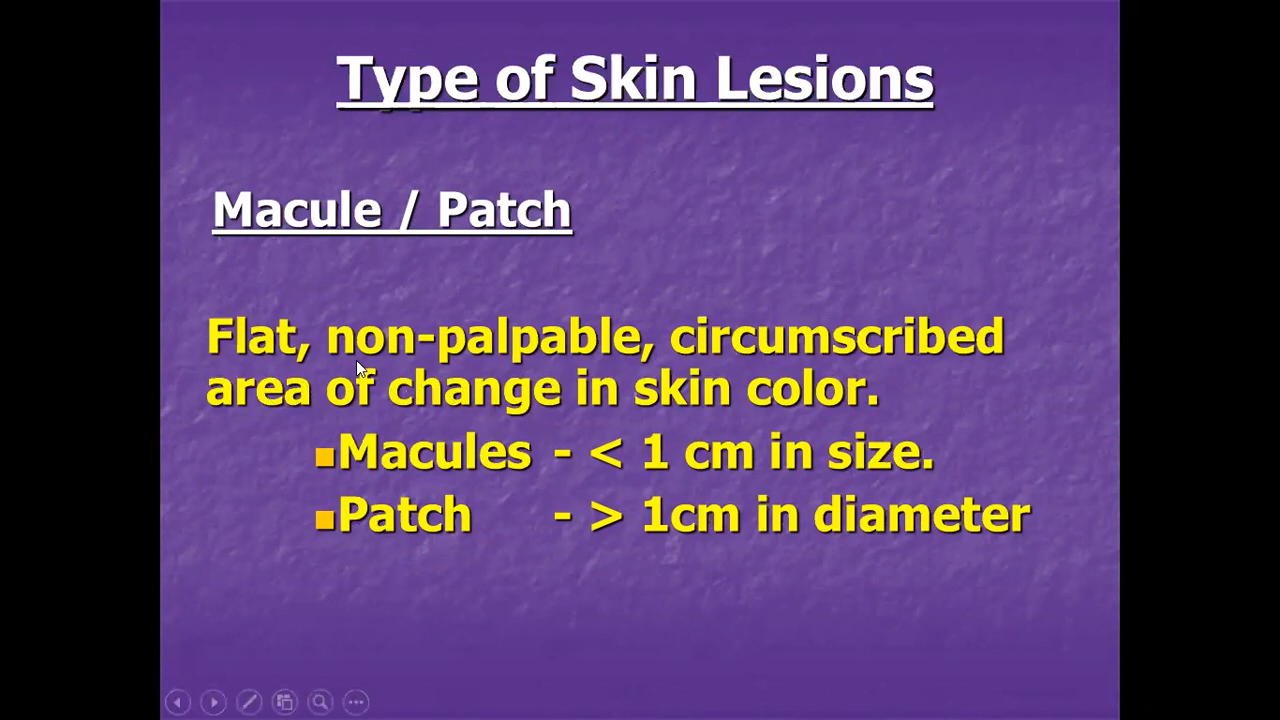 Type of Skin Lesions
Macule / Patch
Flat, non-palpable, circumscribed
area of change in skin color.
Macules - < 1 cm in size.
Patch - > 1cm in diameter